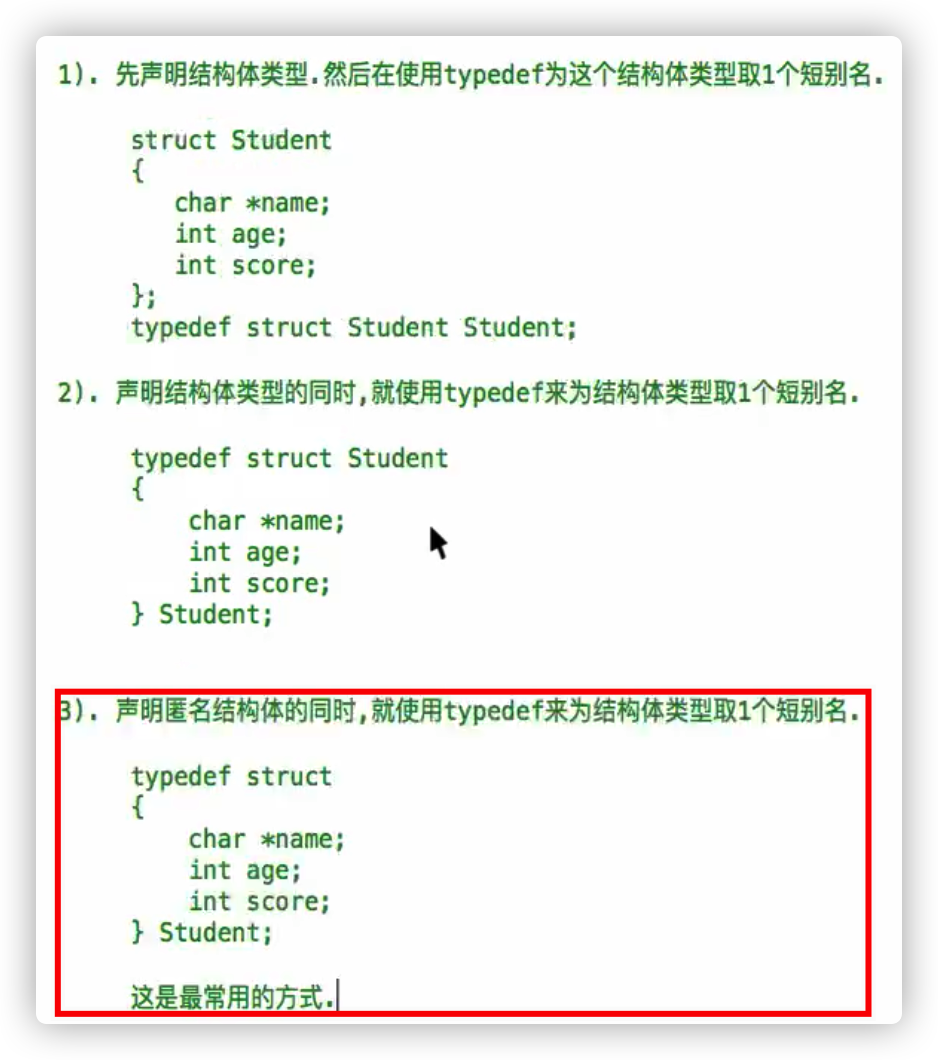 1). 先声明结构体类型.然后在使用typedef为这个结构体类型取1个短别名.
struct Student
{
char *name;
int age;
int score;
};
typedef struct Student Student;
2). 声明结构体类型的同时,就使用typedef来为结构体类型取1个短别名.
typedef struct Student
{
char *name;
int age;
int score;
} Student;
3). 声明匿名结构体的同时,就使用typedef来为结构体类型取1个短别名.
typedef struct
{
char *name;
int age;
int score;
} Student;
这是最常用的方式.